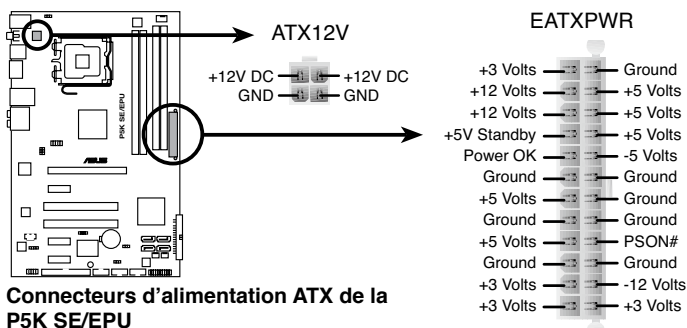 ATX12V
+12V DC +12V DC
GND GND
EATXPWR
+3 Volts Ground
+12 Volts +5 Volts
+12 Volts +5 Volts
+5V Standby +5 Volts
Power OK -5 Volts
Ground Ground
+5 Volts Ground
Ground Ground
+5 Volts PSON#
Ground Ground
+3 Volts -12 Volts
+3 Volts +3 Volts
P5K SE/EPU
ASUS
Connecteurs d’alimentation ATX de la
P5K SE/EPU